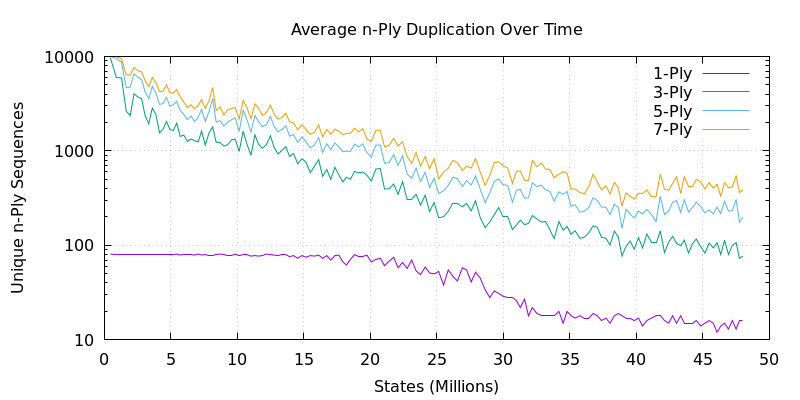 Average n-Ply Duplication Over Time
Unique n-Ply Sequences
10000
1000
100
10
1-Ply
3-Ply
5-Ply
7-Ply
0 5 10 15 20 25 30 35 40 45 50
States (Millions)